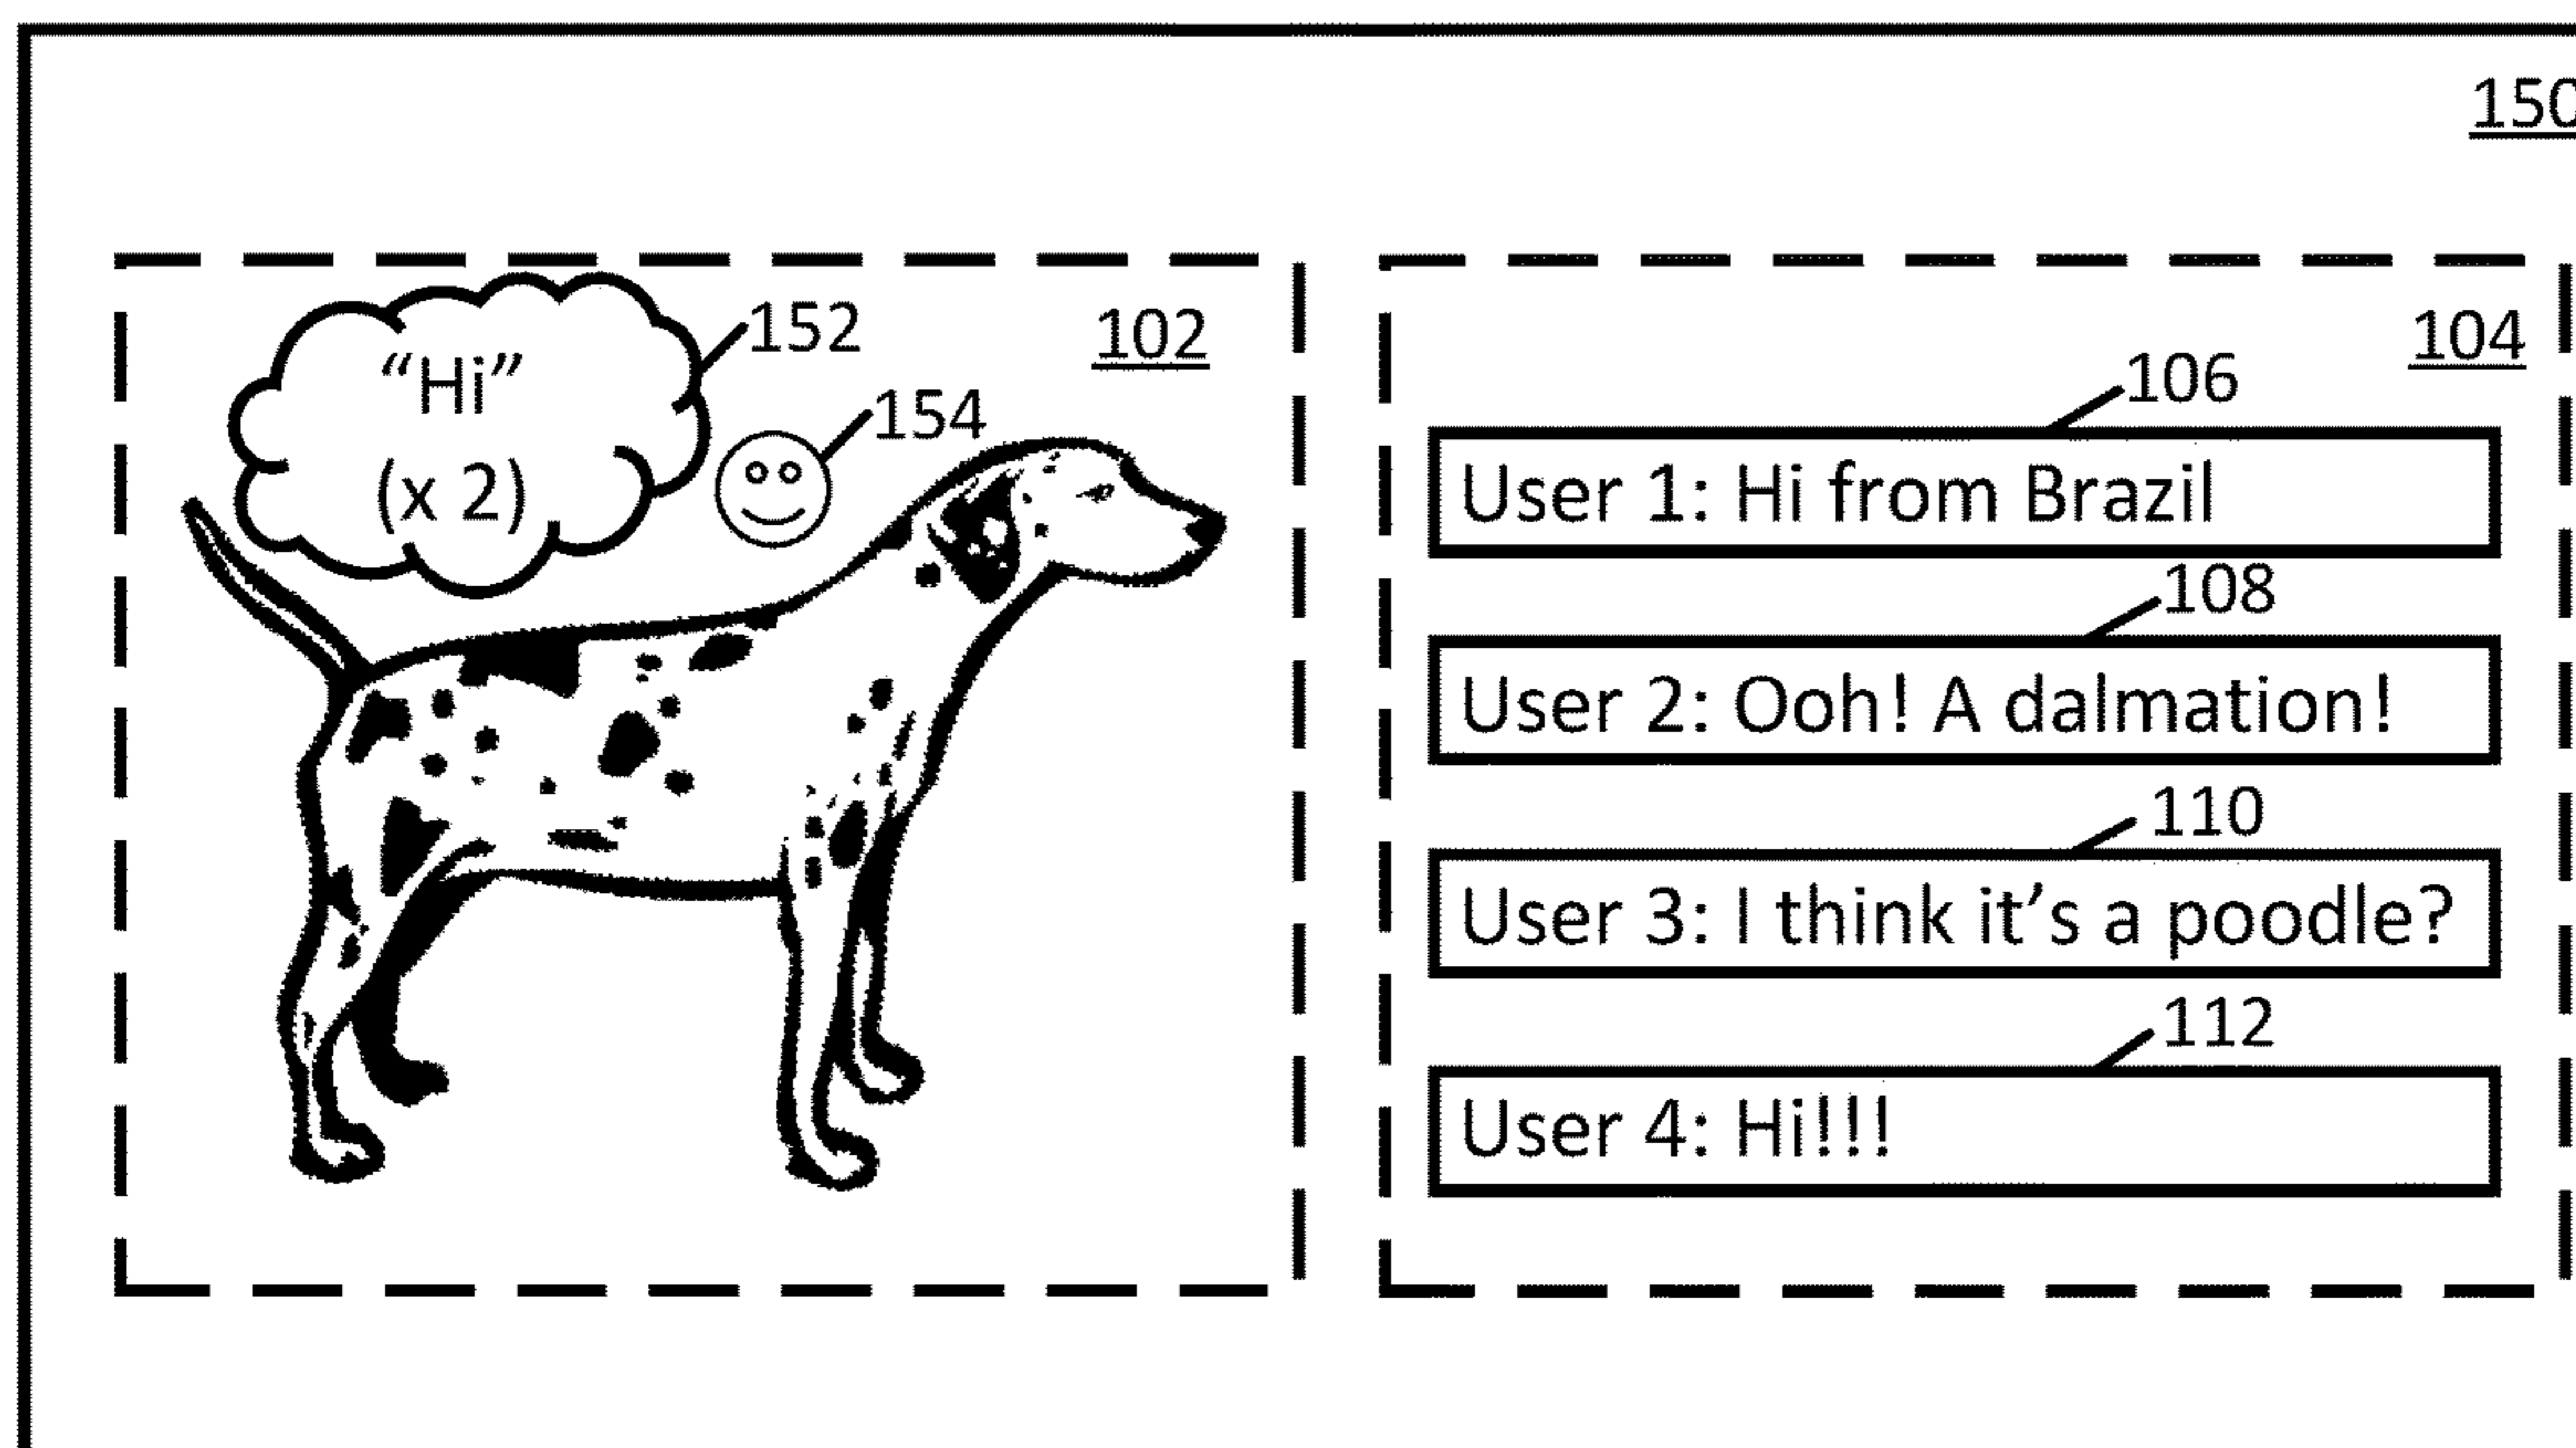 150
“Hi”
(x 2)
152
154
102
104
106
User 1: Hi from Brazil
108
User 2: Ooh! A dalmation!
110
User 3: I think it’s a poodle?
112
User 4: Hi!!!